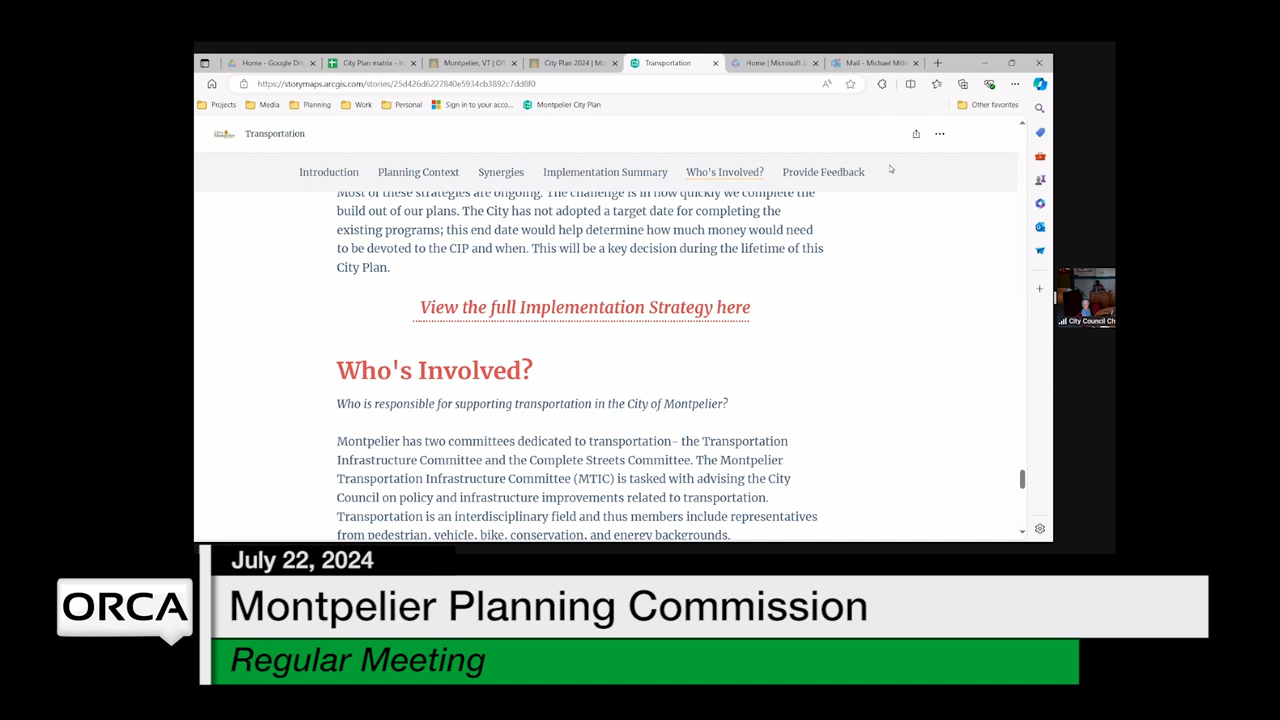 Home - Google Dri
City Plan matrix - in
Montpelier, VT | Of
City Plan 2024 | Mo
Transportation
Home | Microsoft
Mail - Michael Mill
https://storymaps.arcgis.com/stories/25d426d6227840e5934cb3892c7dd8f0
Projects
Media
Planning
Work
Personal
Sign in to your acco...
Montpelier City Plan
Other favorites
Transportation
Introduction
Planning Context
Synergies
Implementation Summary
Who's Involved?
Provide Feedback
Most of these strategies are ongoing. The challenge is in how quickly we complete the
build out of our plans. The City has not adopted a target date for completing the
existing programs; this end date would help determine how much money would need
to be devoted to the CIP and when. This will be a key decision during the lifetime of this
City Plan.
View the full Implementation Strategy here
Who's Involved?
Who is responsible for supporting transportation in the City of Montpelier?
Montpelier has two committees dedicated to transportation- the Transportation
Infrastructure Committee and the Complete Streets Committee. The Montpelier
Transportation Infrastructure Committee (MTIC) is tasked with advising the City
Council on policy and infrastructure improvements related to transportation.
Transportation is an interdisciplinary field and thus members include representatives
from pedestrian, vehicle, bike, conservation, and energy backgrounds.
City Council Ch
July 22, 2024
ORCA
Montpelier Planning Commission
Regular Meeting